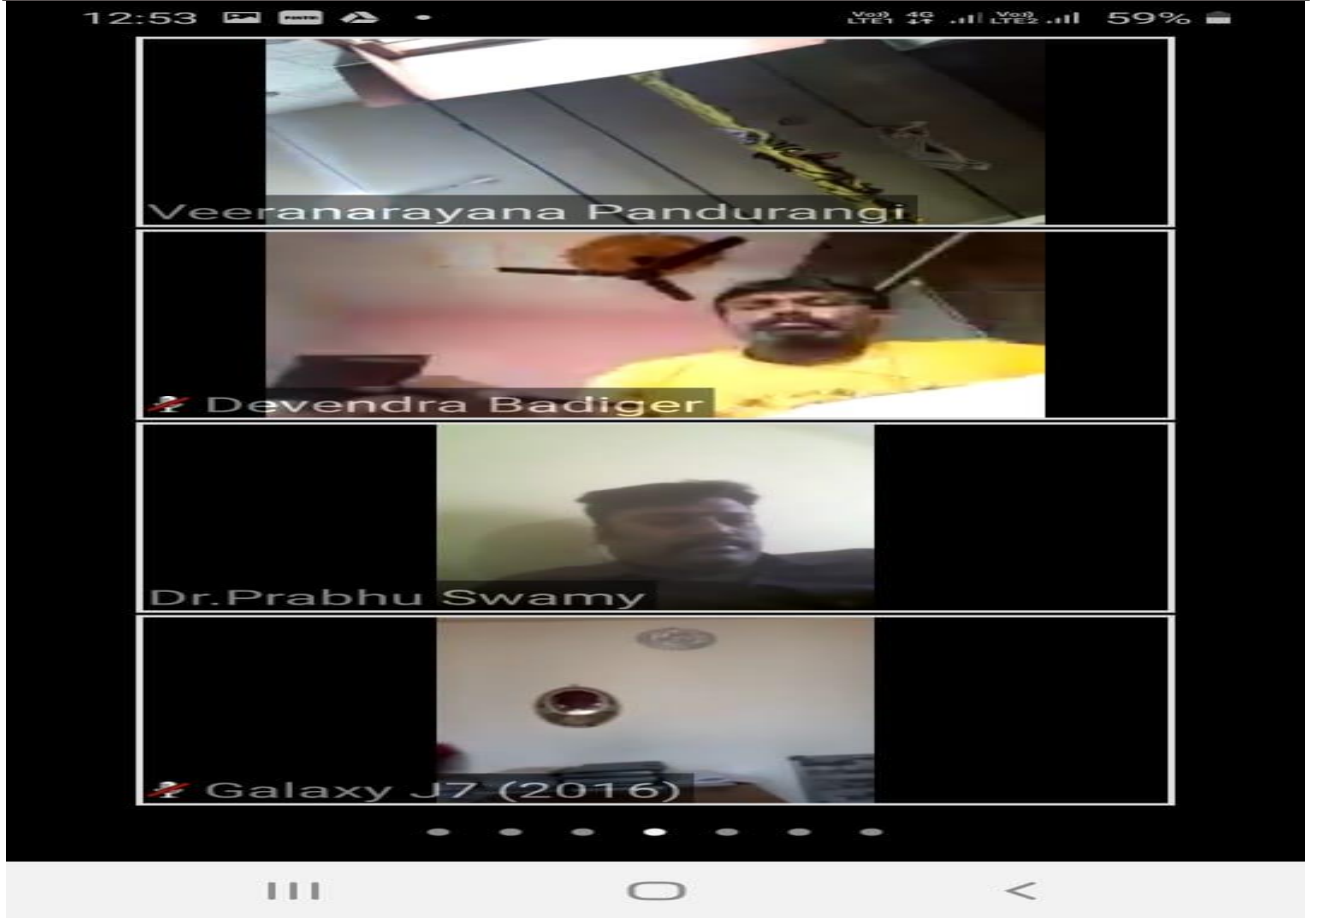 12:53 59%
Veeranarayana Pandurangi
Devendra Badiger
Dr.Prabhu Swamy
Galaxy J7 (2016)